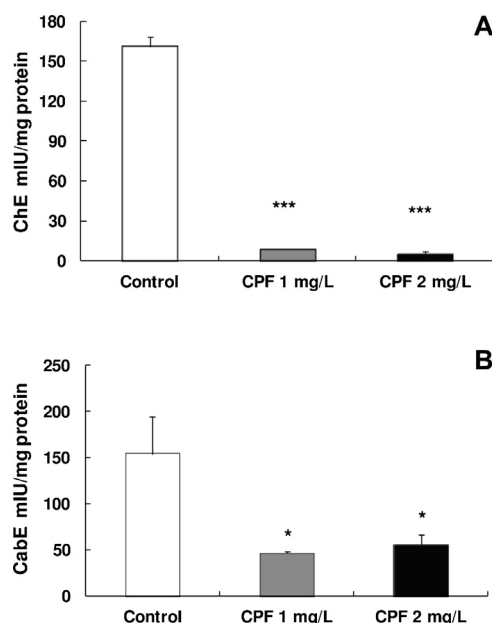 A
ChE mIU/mg protein
180
150
120
90
60
30
0
***
***
Control
CPF 1 mg/L
CPF 2 mg/L
B
CabE mIU/mg protein
250
200
150
100
50
0
*
*
Control
CPF 1 mg/L
CPF 2 mg/L